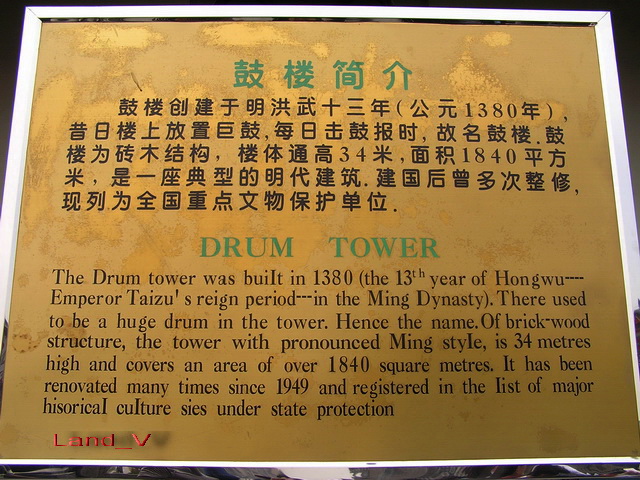 鼓楼简介
鼓楼创建于明洪武十三年(公元1380年),
昔日楼上放置巨鼓,每日击鼓报时,故名鼓楼.鼓
楼为砖木结构,楼体通高34米,面积1840平方
米,是一座典型的明代建筑.建国后曾多次整修,
现列为全国重点文物保护单位.
DRUM TOWER
The Drum tower was built in 1380 (the 13th year of Hongwu----
Emperor Taizu's reign period---in the Ming Dynasty). There used
to be a huge drum in the tower. Hence the name.Of brick-wood
structure, the tower with pronounced Ming style, is 34 metres
high and covers an area of over 1840 square metres. It has been
renovated many times since 1949 and registered in the list of major
hisorical culture sies under state protection
Land_V